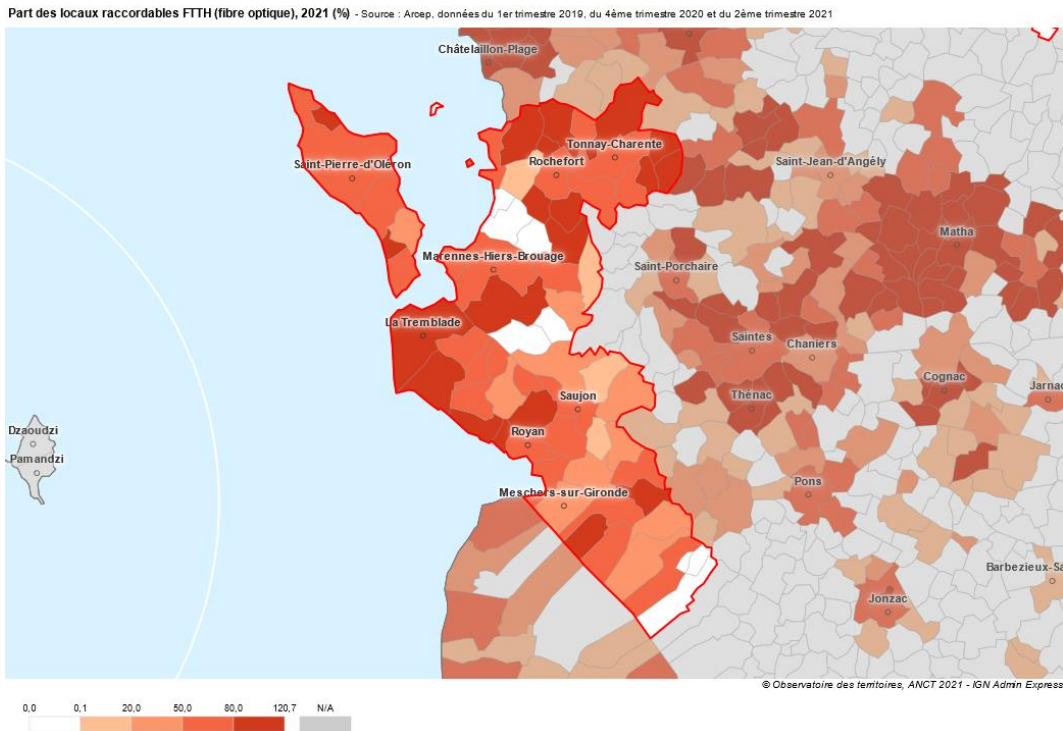 Part des locaux raccordables FTTH (fibre optique), 2021 (%) - Source : Arcep, données du 1er trimestre 2019, du 4ème trimestre 2020 et du 2ème trimestre 2021
Châtelaillon-Plage
Tonnay-Charente
Saint-Pierre-d'Oléron
Rochefort
Saint-Jean-d'Angély
Matha
Marennes-Hiers-Brouage
Saint-Porchaire
La Tremblade
Saintes
Chaniers
Cognac
Jarnac
Saujon
Thénac
Dzaoudzi
Royan
Pamandzi
Pons
Meschers-sur-Gironde
Barbezieux-Sa
Jonzac
© Observatoire des territoires, ANCT 2021 - IGN Admin Express
0,0 0,1 20,0 50,0 80,0 120,7 N/A